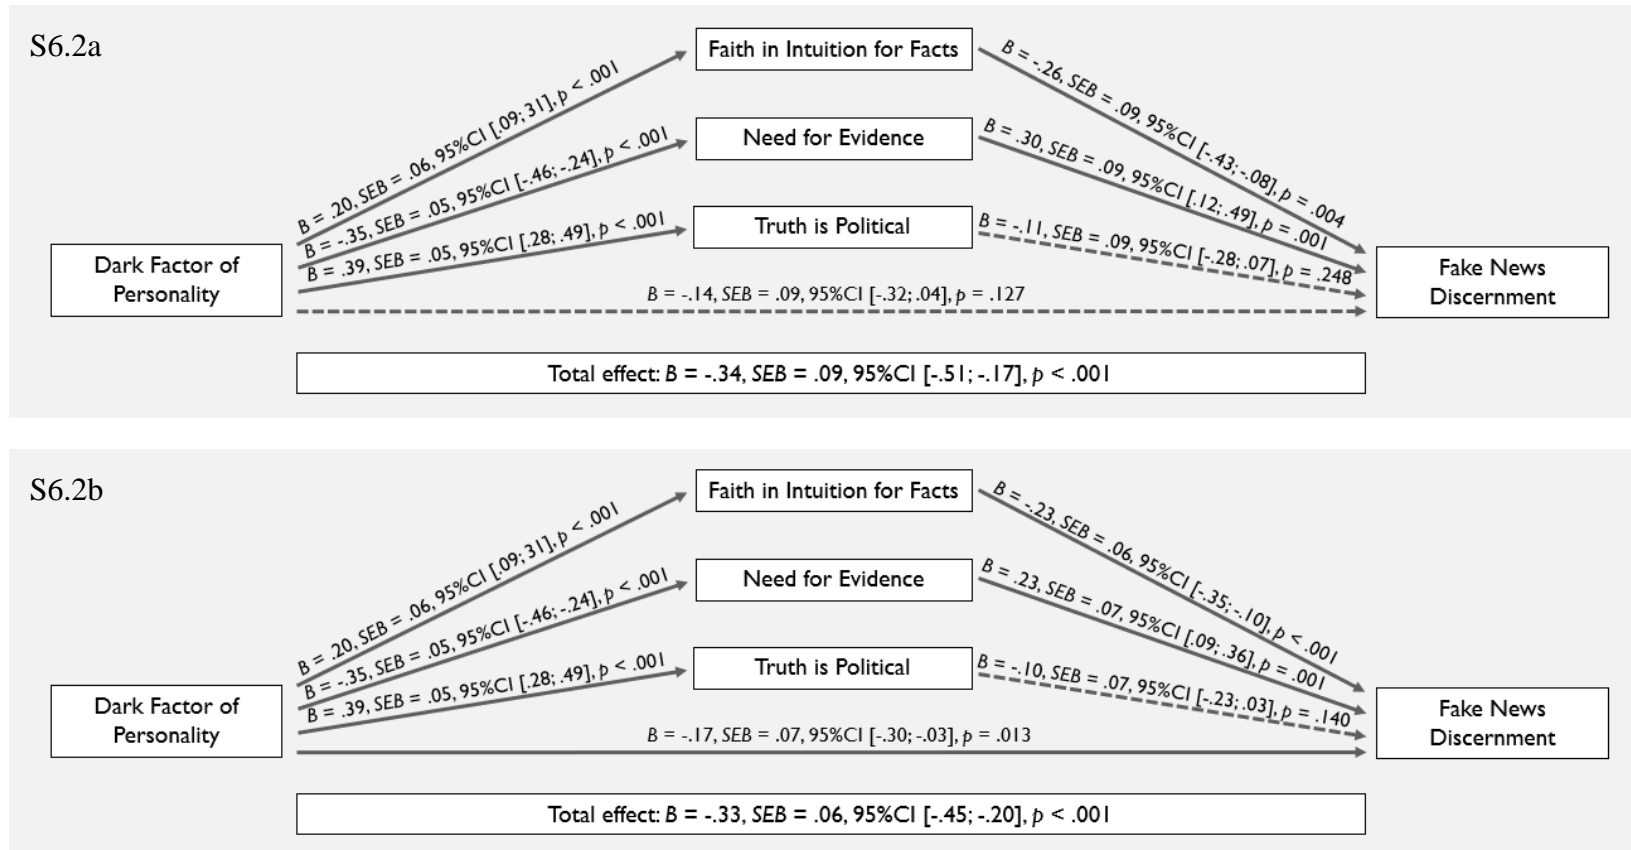 S6.2a
Faith in Intuition for Facts
B = .20, SEB = .06, 95%CI [.09; 31], p < .001
B = -.26, SEB = .09, 95%CI [-.43; -.08], p = .004
Need for Evidence
B = -.35, SEB = .05, 95%CI [-.46; -.24], p < .001
B = .30, SEB = .09, 95%CI [.12; .49], p = .001
Truth is Political
B = .39, SEB = .05, 95%CI [.28; .49], p < .001
B = -.11, SEB = .09, 95%CI [-.28; .07], p = .248
Dark Factor of
Personality
Fake News
Discernment
B = -.14, SEB = .09, 95%CI [-.32; .04], p = .127
Total effect: B = -.34, SEB = .09, 95%CI [-.51; -.17], p < .001
S6.2b
Faith in Intuition for Facts
B = .20, SEB = .06, 95%CI [.09; 31], p < .001
B = -.23, SEB = .06, 95%CI [-.35; -.10], p < .001
Need for Evidence
B = -.35, SEB = .05, 95%CI [-.46; -.24], p < .001
B = .23, SEB = .07, 95%CI [.09; .36], p = .001
Truth is Political
B = .39, SEB = .05, 95%CI [.28; .49], p < .001
B = -.10, SEB = .07, 95%CI [-.23; .03], p = .140
Dark Factor of
Personality
Fake News
Discernment
B = -.17, SEB = .07, 95%CI [-.30; -.03], p = .013
Total effect: B = -.33, SEB = .06, 95%CI [-.45; -.20], p < .001